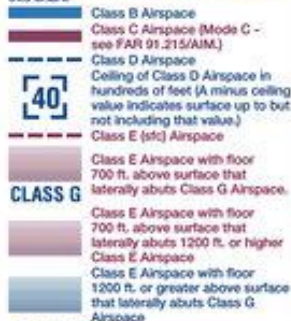 Class B Airspace
Class C Airspace (Mode C -
see FAR 91.215/AIM.)
Class D Airspace
Ceiling of Class D Airspace in
hundreds of feet (A minus ceiling
value indicates surface up to but
not including that value.)
40
Class E (sfc) Airspace
Class E Airspace with floor
700 ft. above surface that
laterally abuts Class G Airspace.
CLASS G
Class E Airspace with floor
700 ft. above surface that
laterally abuts 1200 ft. or higher
Class E Airspace
Class E Airspace with floor
1200 ft. or greater above surface
that laterally abuts Class G
Airspace